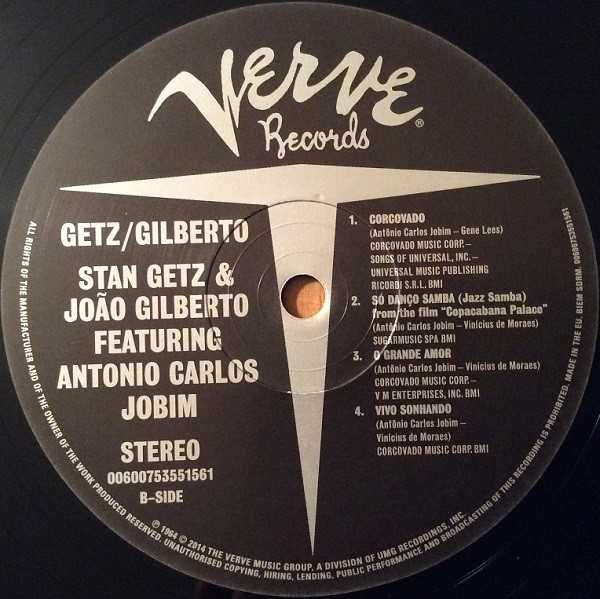 VERVE®
Records
GETZ/GILBERTO
STAN GETZ &
JOÃO GILBERTO
FEATURING
ANTONIO CARLOS
JOBIM
STEREO
00600753551561
B-SIDE
1. CORCOVADO
(Antônio Carlos Jobim – Gene Lees)
CORCOVADO MUSIC CORP.–
SONGS OF UNIVERSAL, INC.–
UNIVERSAL MUSIC PUBLISHING
RICORDI S.R.L. BMI
2. SÓ DANÇO SAMBA (Jazz Samba)
from the film "Copacabana Palace"
(Antônio Carlos Jobim – Vinicius de Moraes)
SUGARMUSIC SPA BMI
3. O GRANDE AMOR
(Antônio Carlos Jobim – Vinicius de Moraes)
CORCOVADO MUSIC CORP.–
V M ENTERPRISES, INC. BMI
4. VIVO SONHANDO
(Antônio Carlos Jobim –
Vinicius de Moraes)
CORCOVADO MUSIC CORP. BMI
ALL RIGHTS OF THE MANUFACTURER AND OF THE OWNER OF THE WORK PRODUCED RESERVED. UNAUTHORISED COPYING, HIRING, LENDING, PUBLIC PERFORMANCE AND BROADCASTING OF THIS RECORDING IS PROHIBITED. MADE IN THE EU. BIEM SDRM. 00600753551561
℗ 1964 © 2014 THE VERVE MUSIC GROUP, A DIVISION OF UMG RECORDINGS, INC.